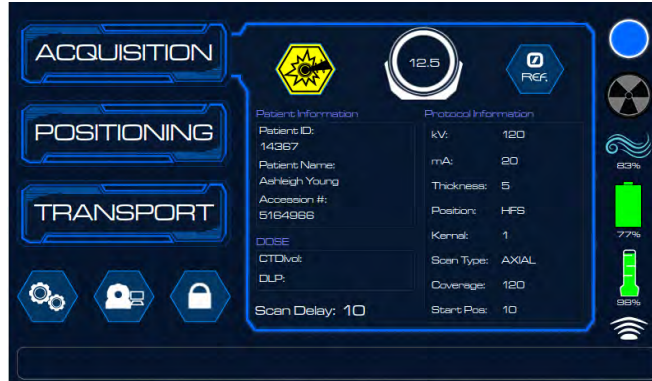 ACQUISITION
POSITIONING
TRANSPORT
12.5
0
REF.
Patient Information
Patient ID:
14367
Patient Name:
Ashleigh Young
Accession #:
5164966
DOSE
CTDIvol:
DLP:
Scan Delay: 10
Protocol Information
kV: 120
mA: 20
Thickness: 5
Position: HFS
Kernal: 1
Scan Type: AXIAL
Coverage: 120
Start Pos: 10
83%
77%
98%